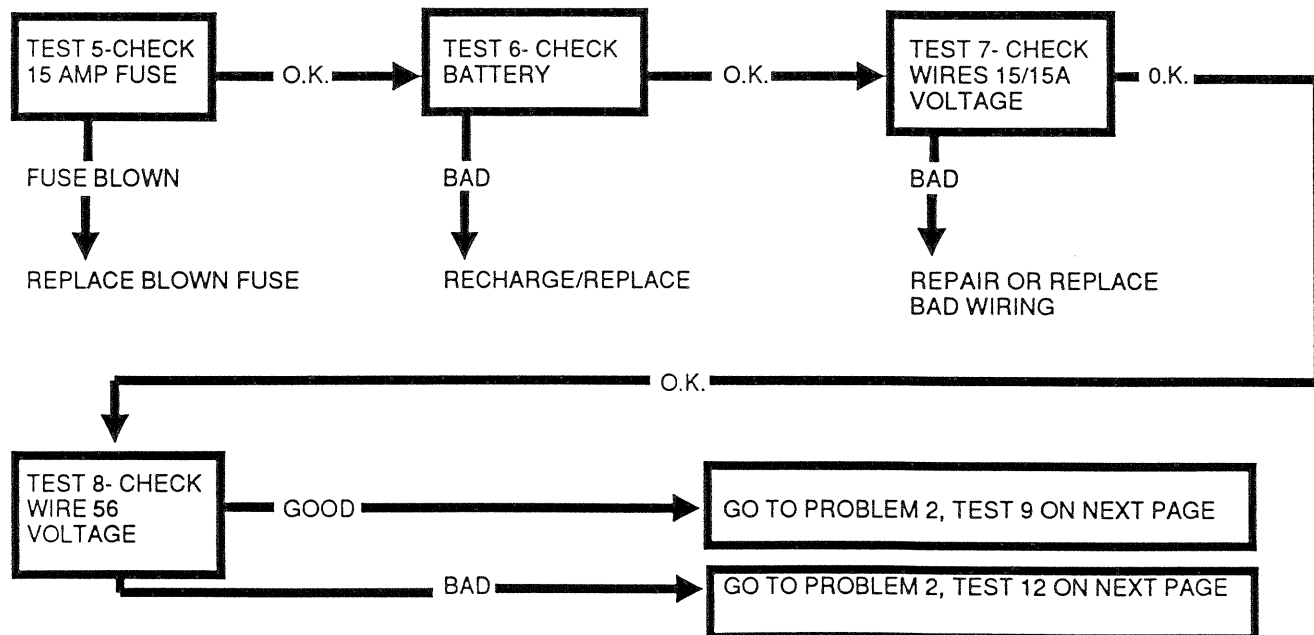 TEST 5-CHECK
15 AMP FUSE
O.K.
TEST 6- CHECK
BATTERY
O.K.
TEST 7- CHECK
WIRES 15/15A
VOLTAGE
0.K.
FUSE BLOWN
BAD
BAD
REPLACE BLOWN FUSE
RECHARGE/REPLACE
REPAIR OR REPLACE
BAD WIRING
O.K.
TEST 8- CHECK
WIRE 56
VOLTAGE
GOOD
GO TO PROBLEM 2, TEST 9 ON NEXT PAGE
BAD
GO TO PROBLEM 2, TEST 12 ON NEXT PAGE